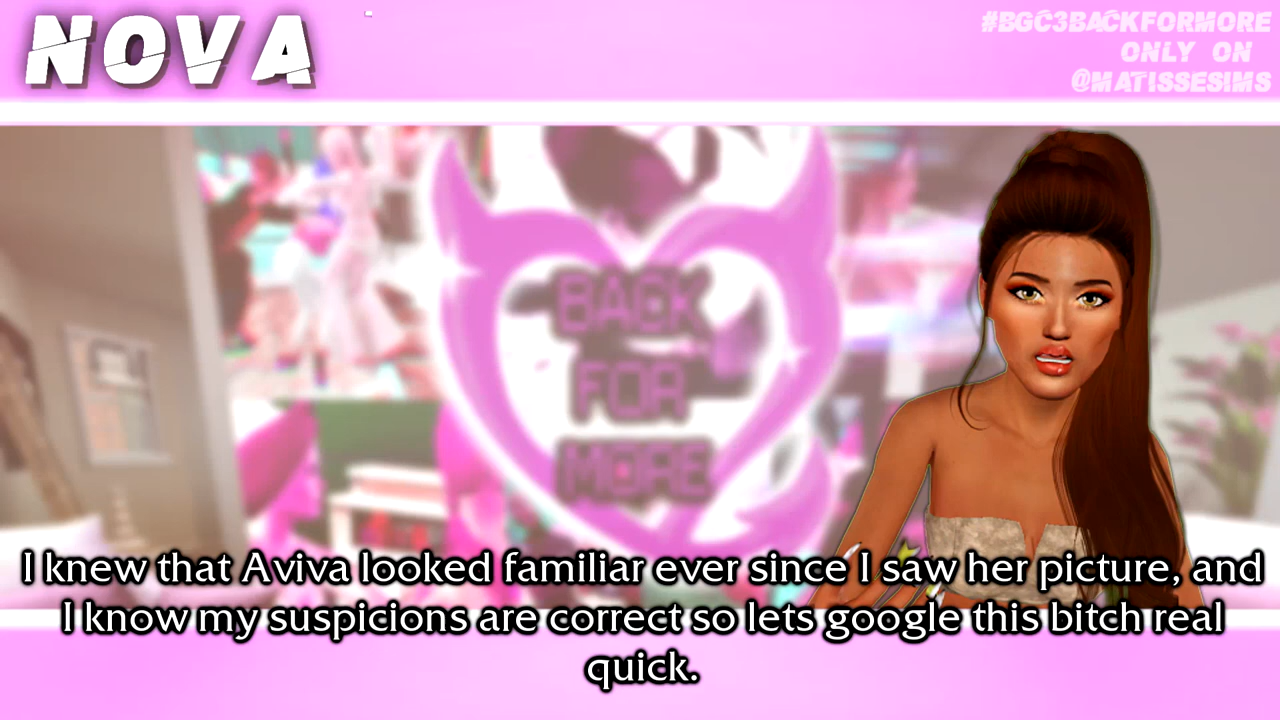 NOVA
#BGC3BACKFORMORE
ONLY ON
@MATISSESIMS
BACK
FOR
MORE
I knew that Aviva looked familiar ever since I saw her picture, and
I know my suspicions are correct so lets google this bitch real
quick.